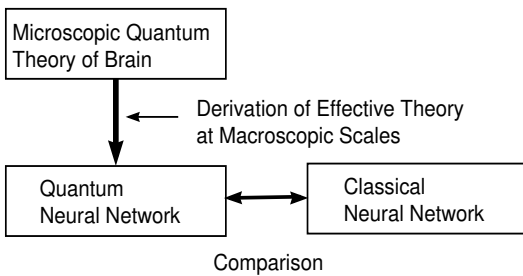 Microscopic Quantum
Theory of Brain
Derivation of Effective Theory
at Macroscopic Scales
Quantum
Neural Network
Classical
Neural Network
Comparison